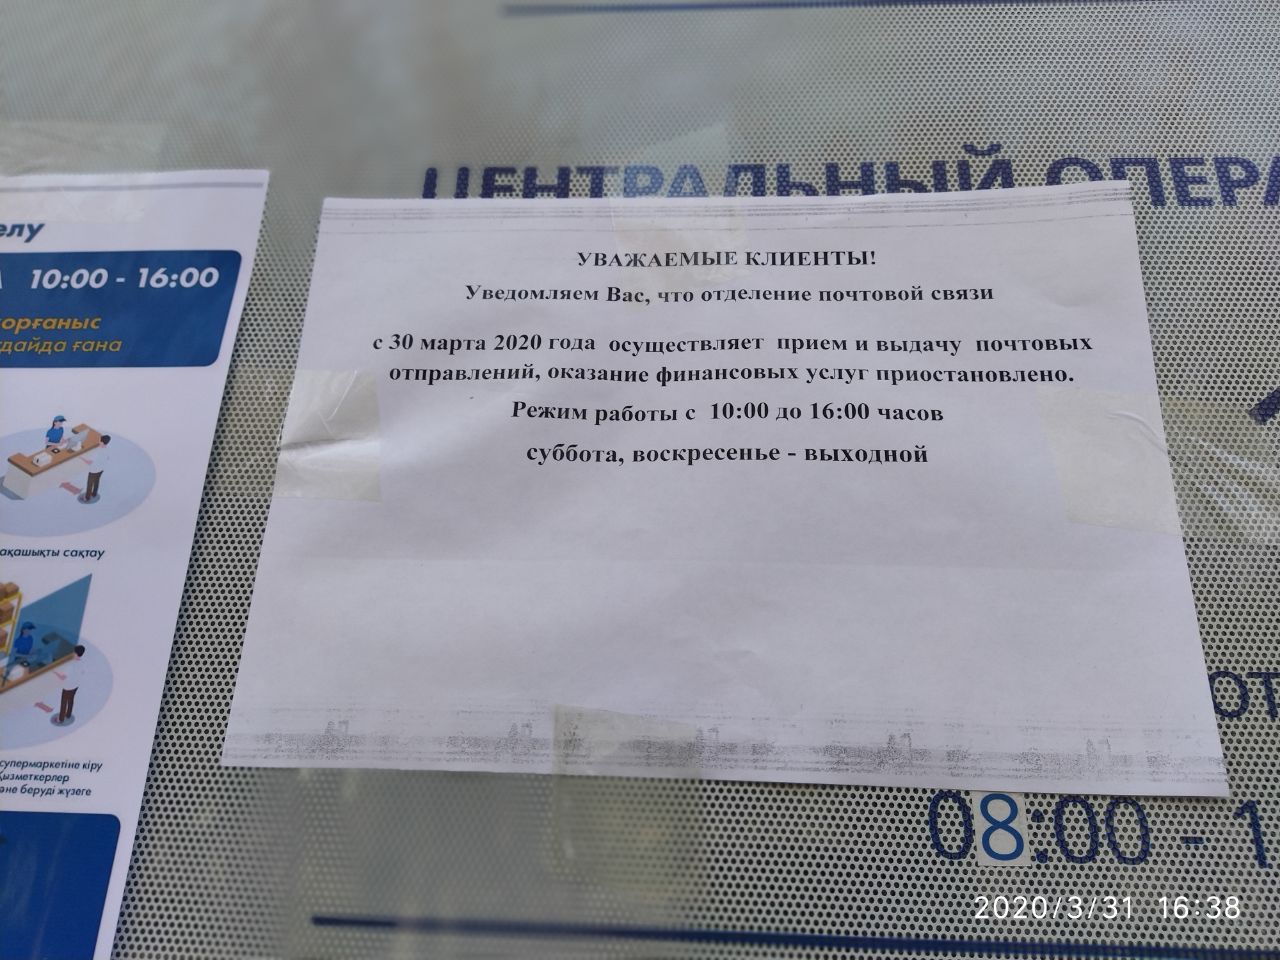 ЦЕНТРАЛЬНЫЙ ОПЕРА
елу
10:00 - 16:00
орғаныс
дайда ғана
ақашықты сақтау
супермаркетіне кіру
қызметкерлер
әне беруді жүзеге
УВАЖАЕМЫЕ КЛИЕНТЫ!
Уведомляем Вас, что отделение почтовой связи
с 30 марта 2020 года осуществляет прием и выдачу почтовых
отправлений, оказание финансовых услуг приостановлено.
Режим работы с 10:00 до 16:00 часов
суббота, воскресенье - выходной
08:00 - 1
2020/3/31 16:38